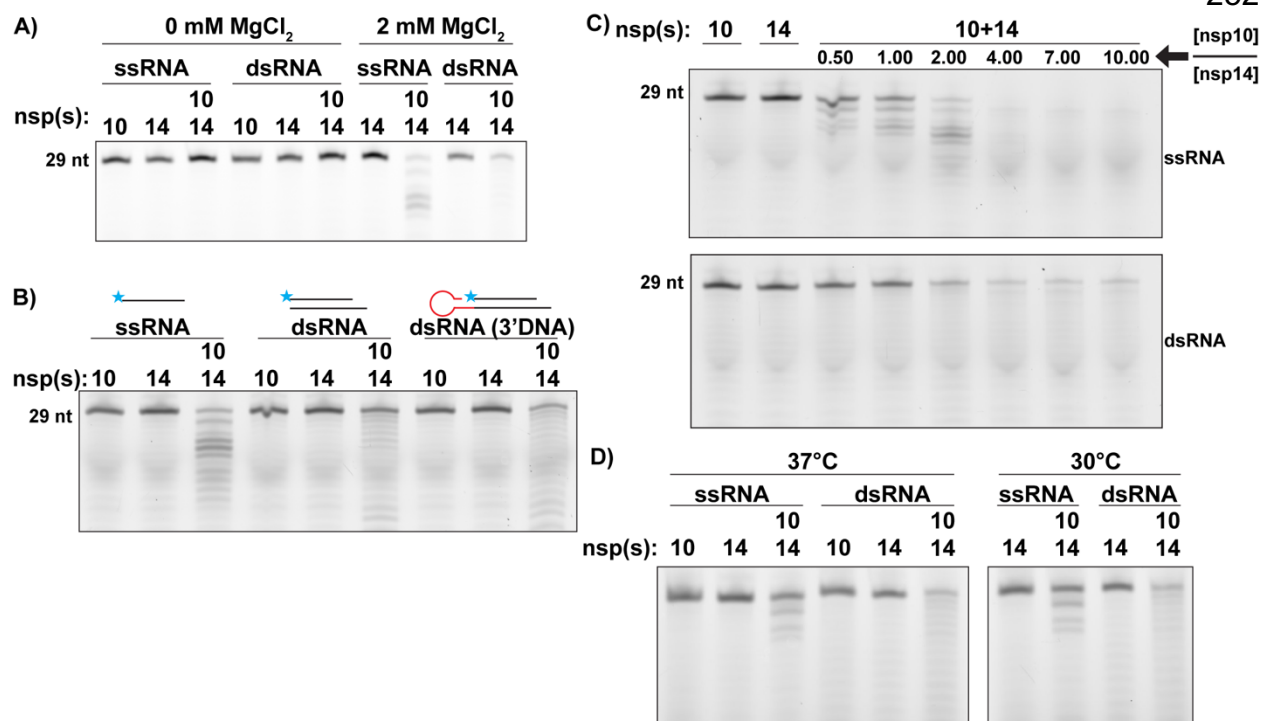 A)
0 mM MgCl2 2 mM MgCl2
ssRNA dsRNA ssRNA dsRNA
10 10 10 10
nsp(s): 10 14 14 10 14 14 14 14 14 14
29 nt
B)
ssRNA dsRNA dsRNA (3'DNA)
10 10 10
nsp(s): 10 14 14 10 14 14 10 14 14
29 nt
C) nsp(s): 10 14 10+14
0.50 1.00 2.00 4.00 7.00 10.00
[nsp10]
[nsp14]
29 nt
ssRNA
29 nt
dsRNA
D)
37°C 30°C
ssRNA dsRNA ssRNA dsRNA
10 10 10 10
nsp(s): 10 14 14 10 14 14 14 14 14 14